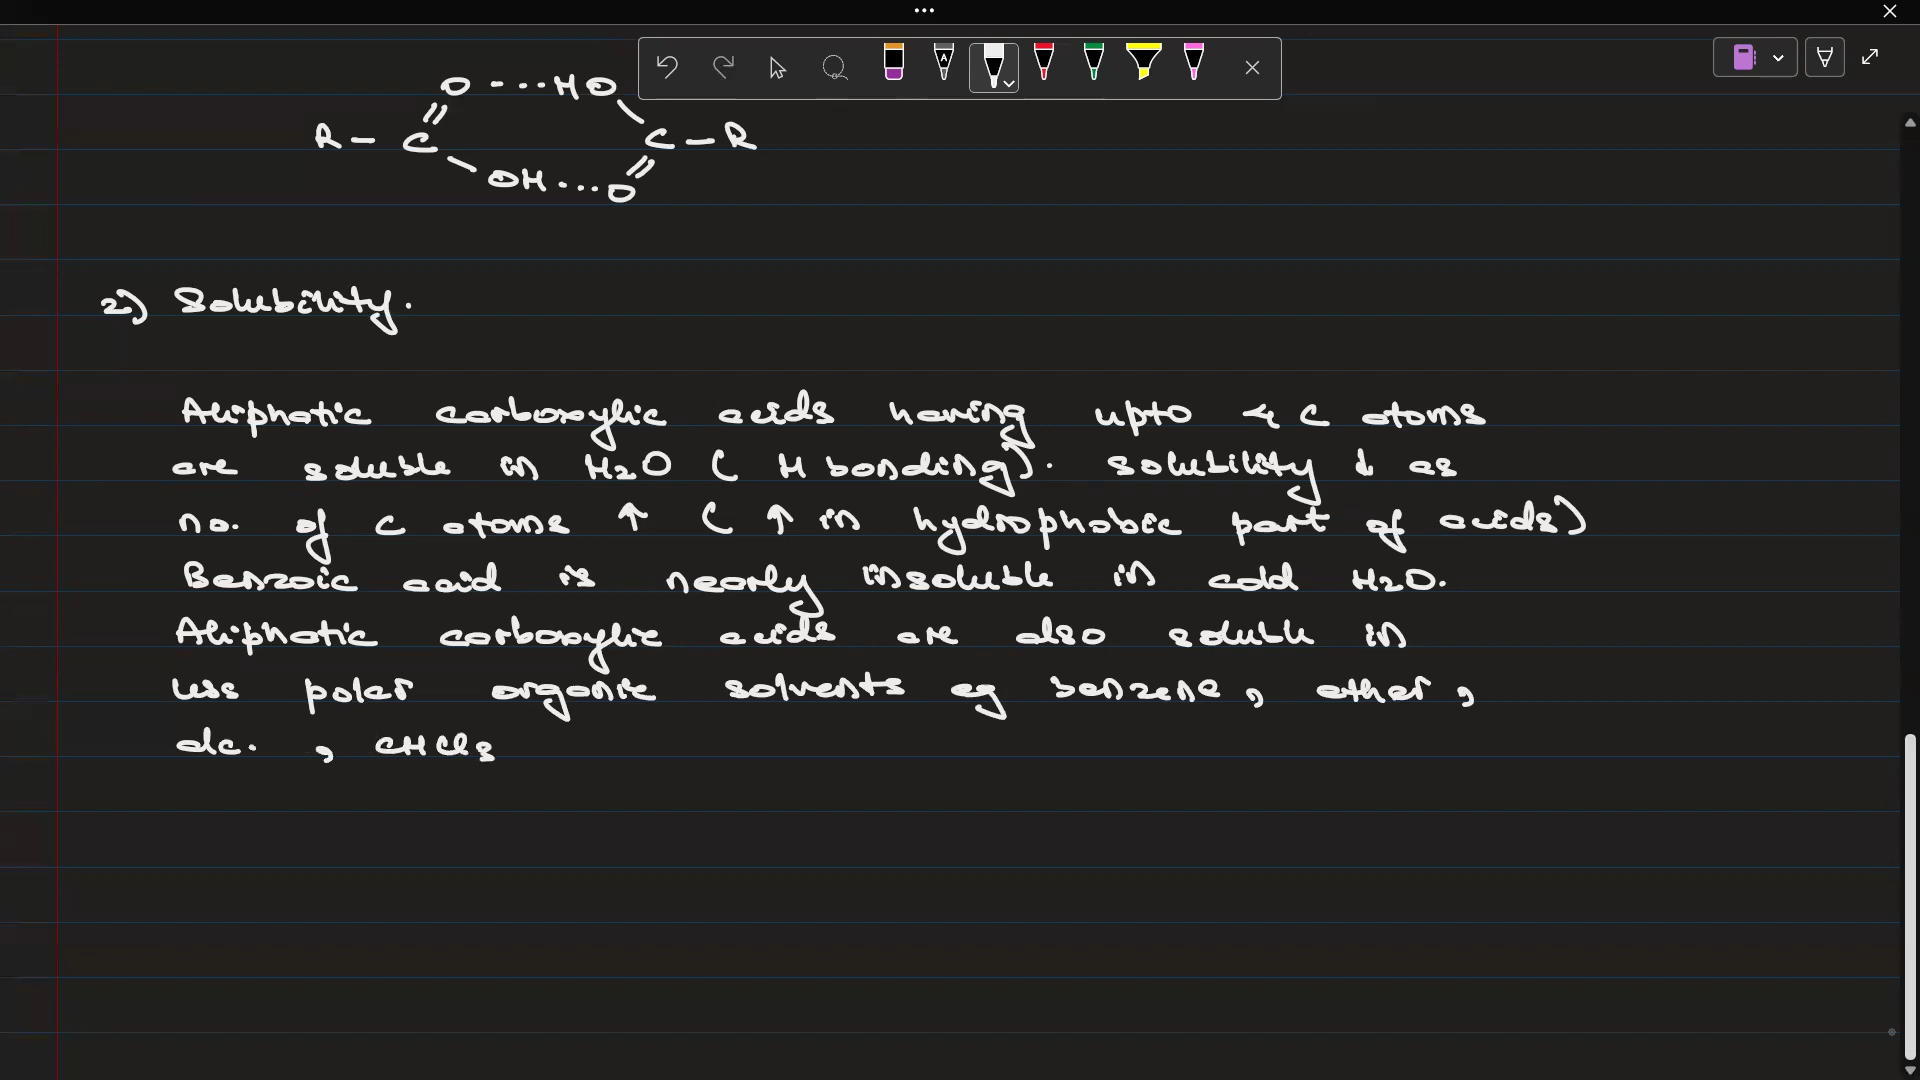 O ---- HO
R - C C - R
OH .... O
2) Solubility.
Aliphatic carboxylic acids having upto 4 C atoms
are soluble in H2O ( H bonding). Solubility ↓ as
no. of C atoms ↑ ( ↑ in hydrophobic part of acids)
Benzoic acid is nearly insoluble in cold H2O.
Aliphatic carboxylic acids are also soluble in
less polar organic solvents eg benzene, ether,
alc. , CHCl3